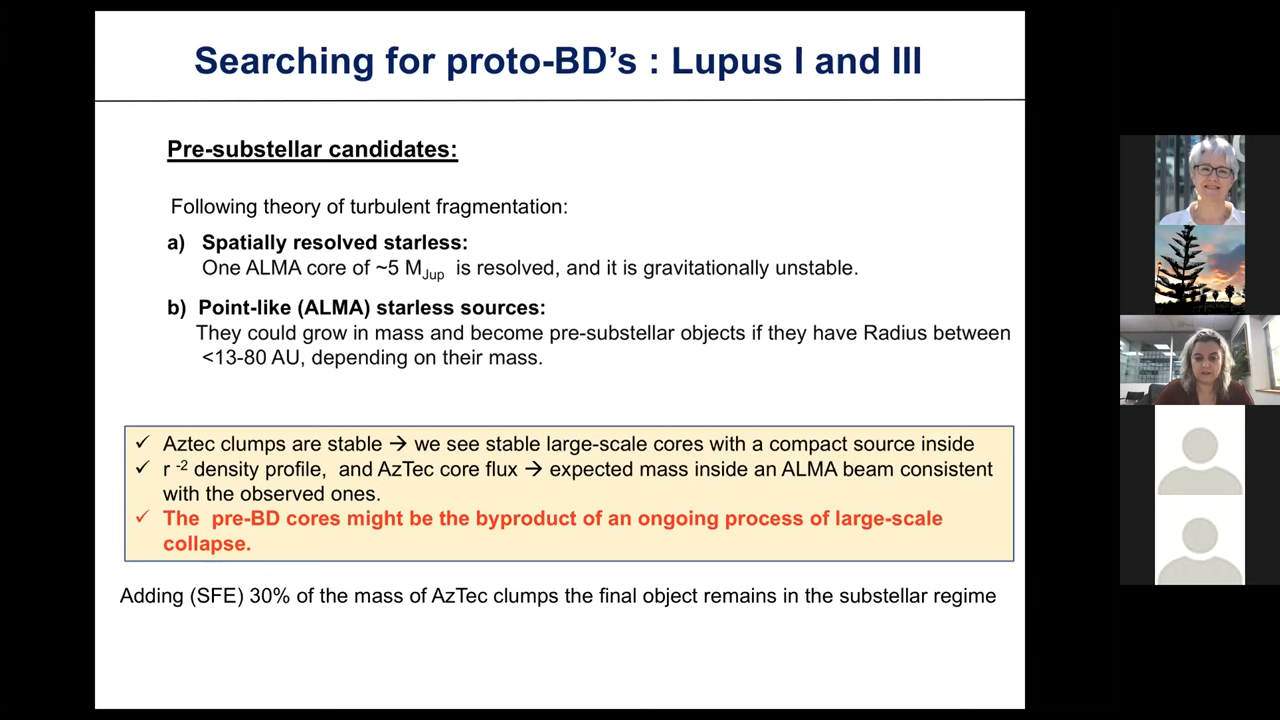 Searching for proto-BD's : Lupus I and III
Pre-substellar candidates:
Following theory of turbulent fragmentation:
a) Spatially resolved starless:
One ALMA core of ~5 MJup is resolved, and it is gravitationally unstable.
b) Point-like (ALMA) starless sources:
They could grow in mass and become pre-substellar objects if they have Radius between
<13-80 AU, depending on their mass.
✓ Aztec clumps are stable → we see stable large-scale cores with a compact source inside
✓ r -2 density profile, and AzTec core flux → expected mass inside an ALMA beam consistent
with the observed ones.
✓ The pre-BD cores might be the byproduct of an ongoing process of large-scale
collapse.
Adding (SFE) 30% of the mass of AzTec clumps the final object remains in the substellar regime